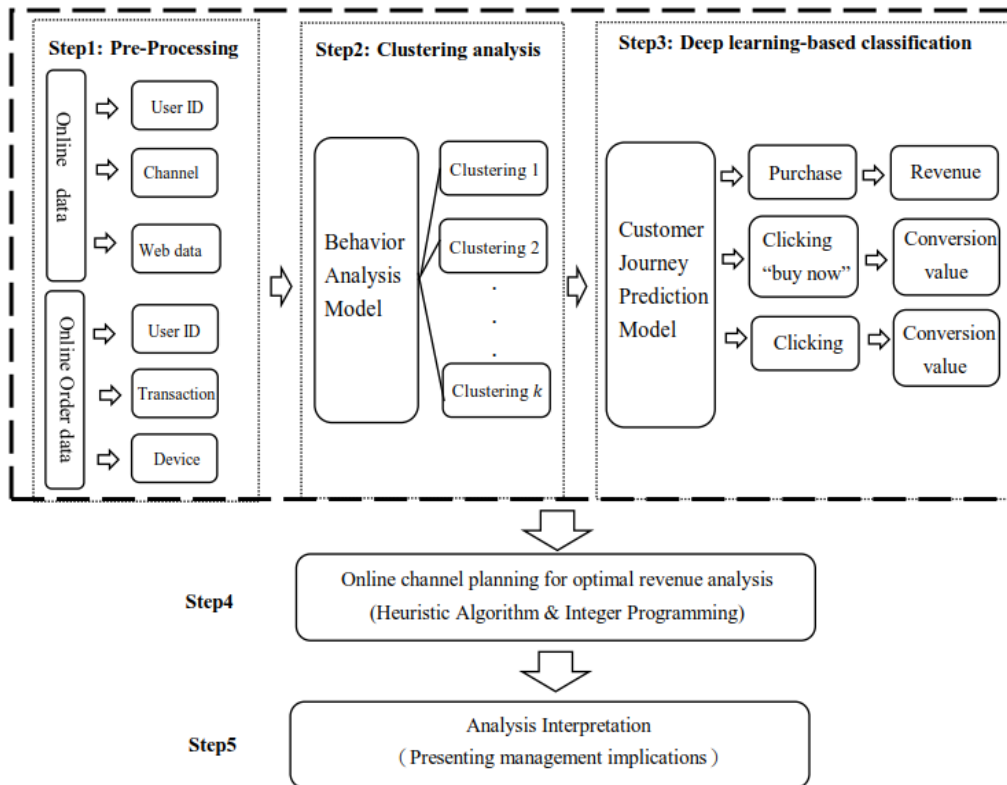 Step1: Pre-Processing
Online data
User ID
Channel
Web data
Online Order data
User ID
Transaction
Device
Step2: Clustering analysis
Behavior
Analysis
Model
Clustering 1
Clustering 2
.
.
.
Clustering k
Step3: Deep learning-based classification
Customer
Journey
Prediction
Model
Purchase
Revenue
Clicking
“buy now”
Conversion
value
Clicking
Conversion
value
Step4
Online channel planning for optimal revenue analysis
(Heuristic Algorithm & Integer Programming)
Step5
Analysis Interpretation
（Presenting management implications）